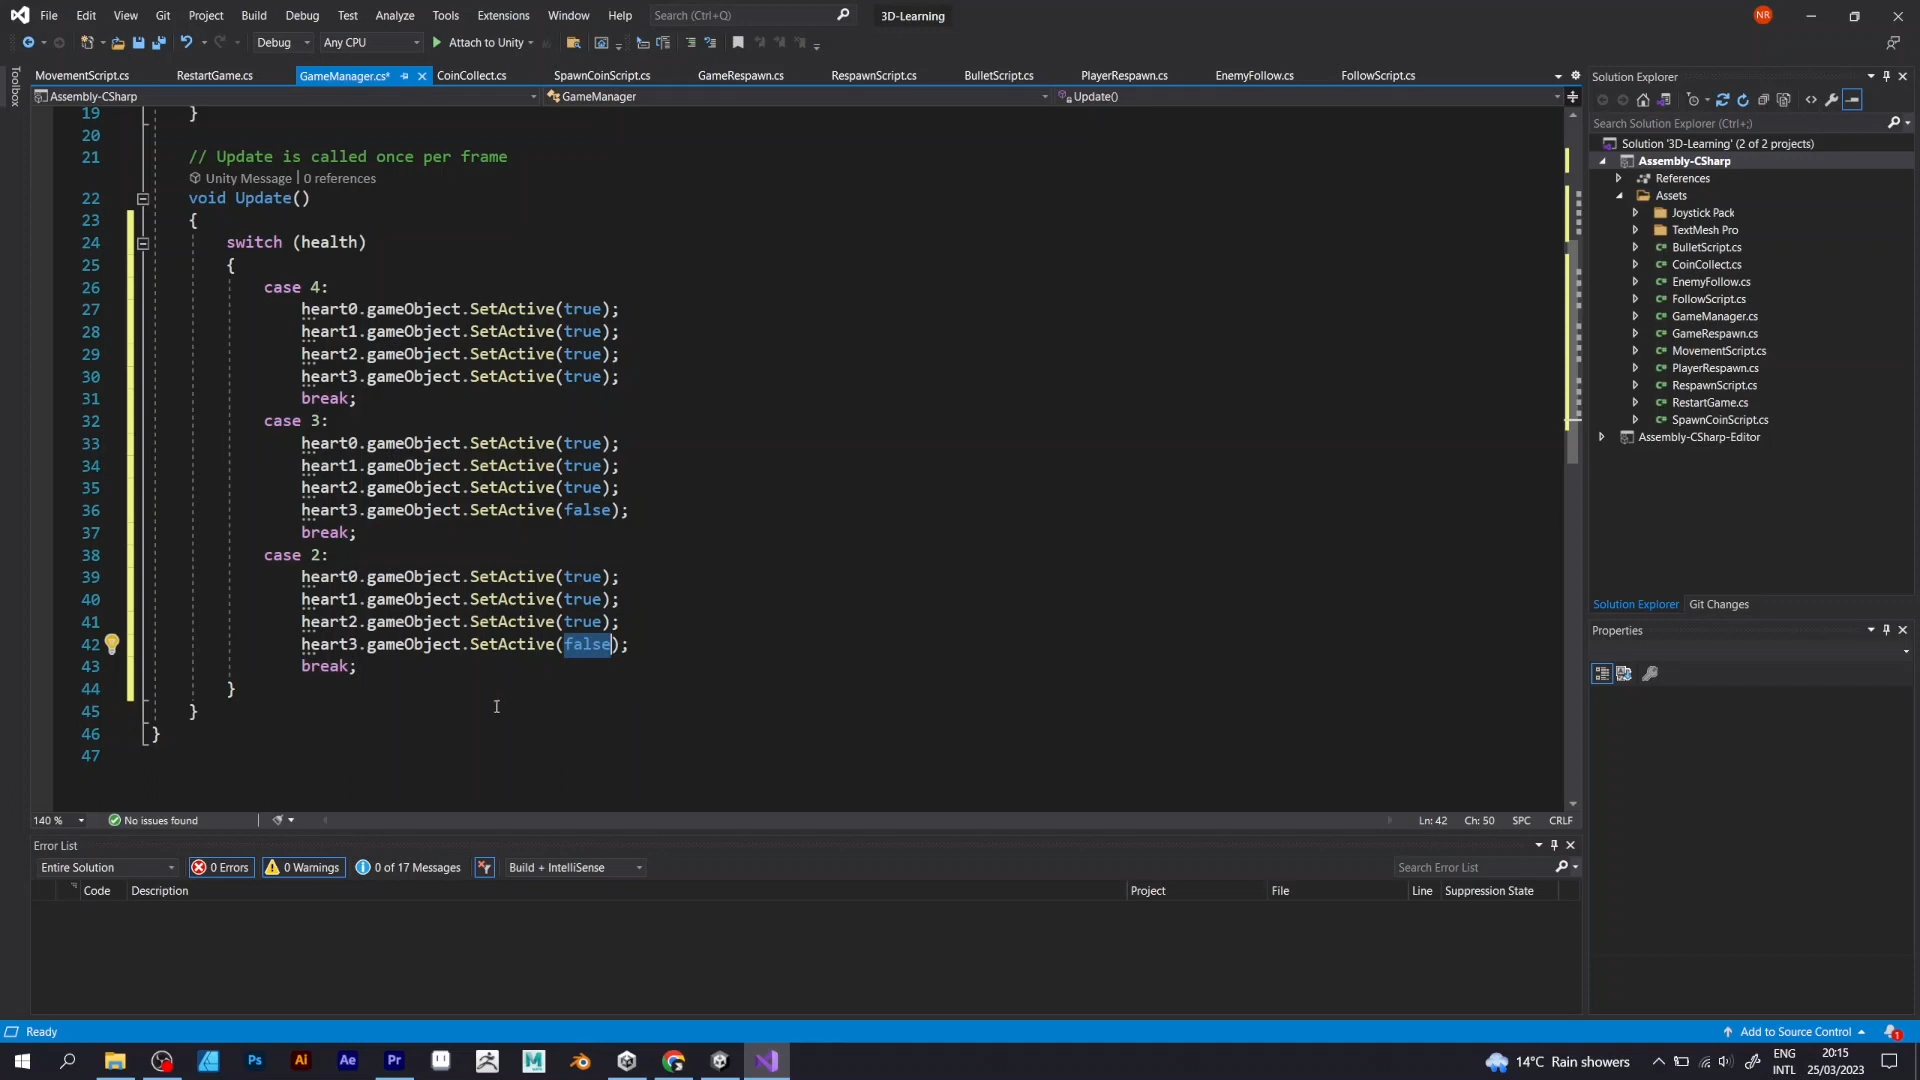 File Edit View Git Project Build Debug Test Analyze Tools Extensions Window Help Search (Ctrl+Q) 3D-Learning NR
Debug Any CPU Attach to Unity
Toolbox
MovementScript.cs RestartGame.cs GameManager.cs* CoinCollect.cs SpawnCoinScript.cs GameRespawn.cs RespawnScript.cs BulletScript.cs PlayerRespawn.cs EnemyFollow.cs FollowScript.cs
Assembly-CSharp GameManager Update()
19 }
20
21 // Update is called once per frame
Unity Message | 0 references
22 void Update()
23 {
24 switch (health)
25 {
26 case 4:
27 heart0.gameObject.SetActive(true);
28 heart1.gameObject.SetActive(true);
29 heart2.gameObject.SetActive(true);
30 heart3.gameObject.SetActive(true);
31 break;
32 case 3:
33 heart0.gameObject.SetActive(true);
34 heart1.gameObject.SetActive(true);
35 heart2.gameObject.SetActive(true);
36 heart3.gameObject.SetActive(false);
37 break;
38 case 2:
39 heart0.gameObject.SetActive(true);
40 heart1.gameObject.SetActive(true);
41 heart2.gameObject.SetActive(true);
42 heart3.gameObject.SetActive(false);
43 break;
44 }
45 }
46 }
47
140 % No issues found Ln: 42 Ch: 50 SPC CRLF
Error List
Entire Solution 0 Errors 0 Warnings 0 of 17 Messages Build + IntelliSense Search Error List
Code Description Project File Line Suppression State
Solution Explorer
Search Solution Explorer (Ctrl+;)
Solution '3D-Learning' (2 of 2 projects)
Assembly-CSharp
References
Assets
Joystick Pack
TextMesh Pro
BulletScript.cs
CoinCollect.cs
EnemyFollow.cs
FollowScript.cs
GameManager.cs
GameRespawn.cs
MovementScript.cs
PlayerRespawn.cs
RespawnScript.cs
RestartGame.cs
SpawnCoinScript.cs
Assembly-CSharp-Editor
Solution Explorer Git Changes
Properties
Ready Add to Source Control 1
Ps Ai Ae Pr 14°C Rain showers ENG INTL 20:15 25/03/2023